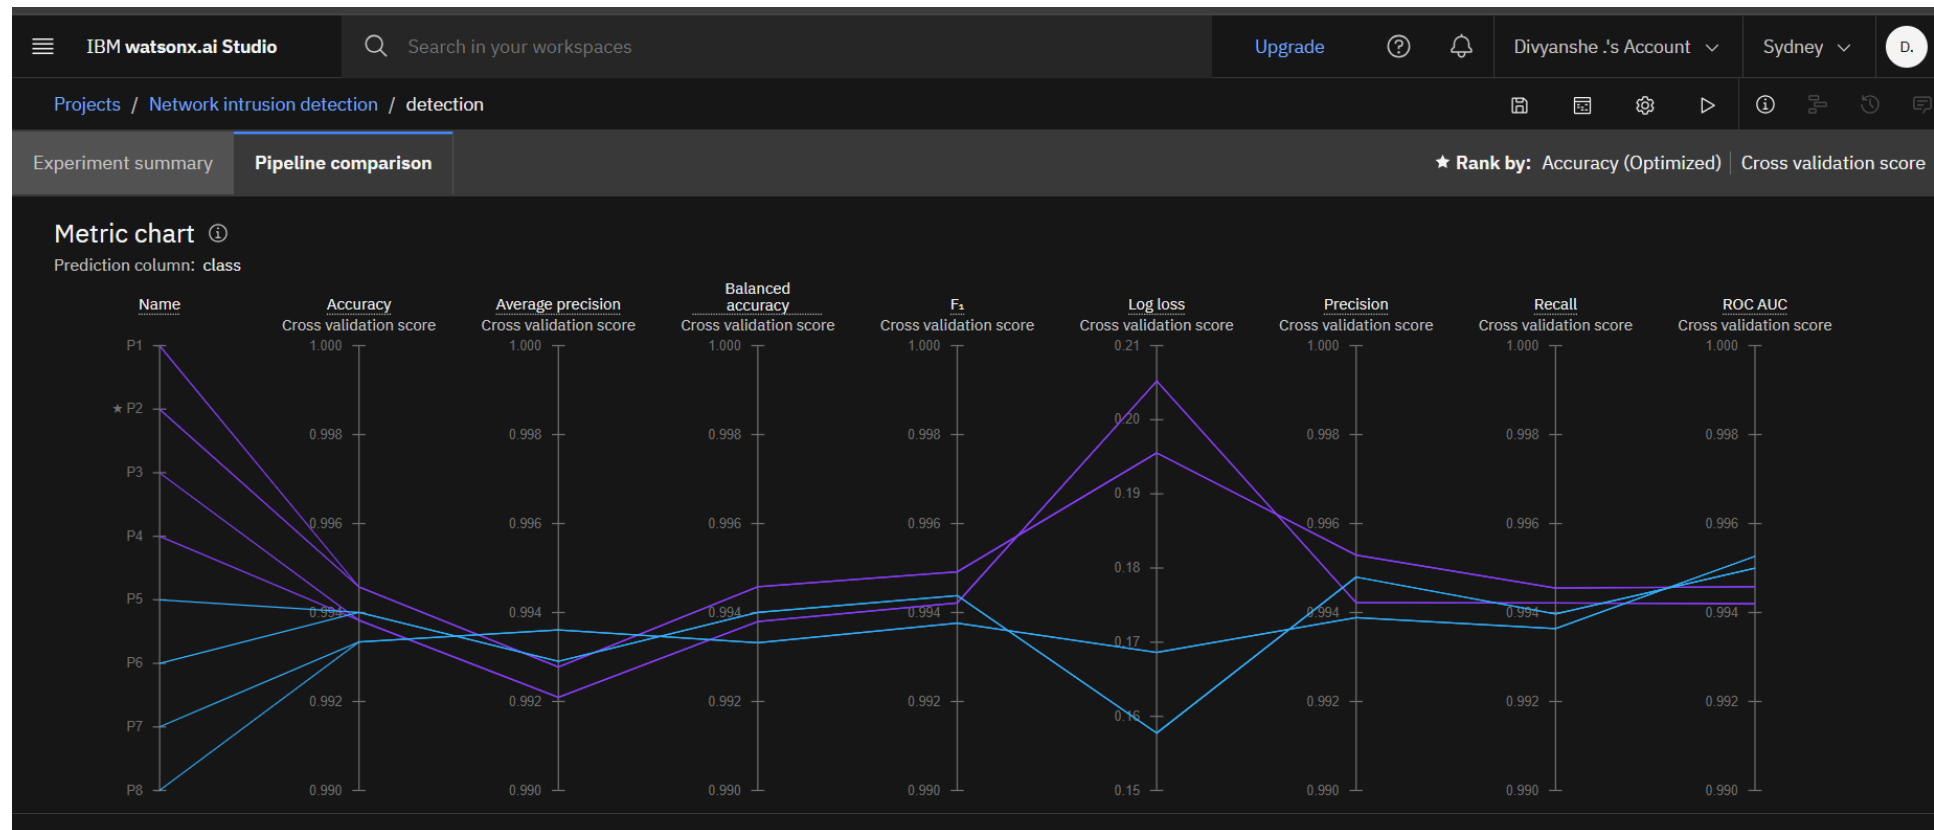 IBM watsonx.ai Studio
Search in your workspaces
Upgrade
Divyanshe .'s Account
Sydney
D.
Projects / Network intrusion detection / detection
Experiment summary
Pipeline comparison
★ Rank by: Accuracy (Optimized) | Cross validation score
Metric chart
Prediction column: class
Name
P1
★ P2
P3
P4
P5
P6
P7
P8
Accuracy
Cross validation score
1.000
0.998
0.996
0.994
0.992
0.990
Average precision
Cross validation score
1.000
0.998
0.996
0.994
0.992
0.990
Balanced
accuracy
Cross validation score
1.000
0.998
0.996
0.994
0.992
0.990
F₁
Cross validation score
1.000
0.998
0.996
0.994
0.992
0.990
Log loss
Cross validation score
0.21
0.20
0.19
0.18
0.17
0.16
0.15
Precision
Cross validation score
1.000
0.998
0.996
0.994
0.992
0.990
Recall
Cross validation score
1.000
0.998
0.996
0.994
0.992
0.990
ROC AUC
Cross validation score
1.000
0.998
0.996
0.994
0.992
0.990